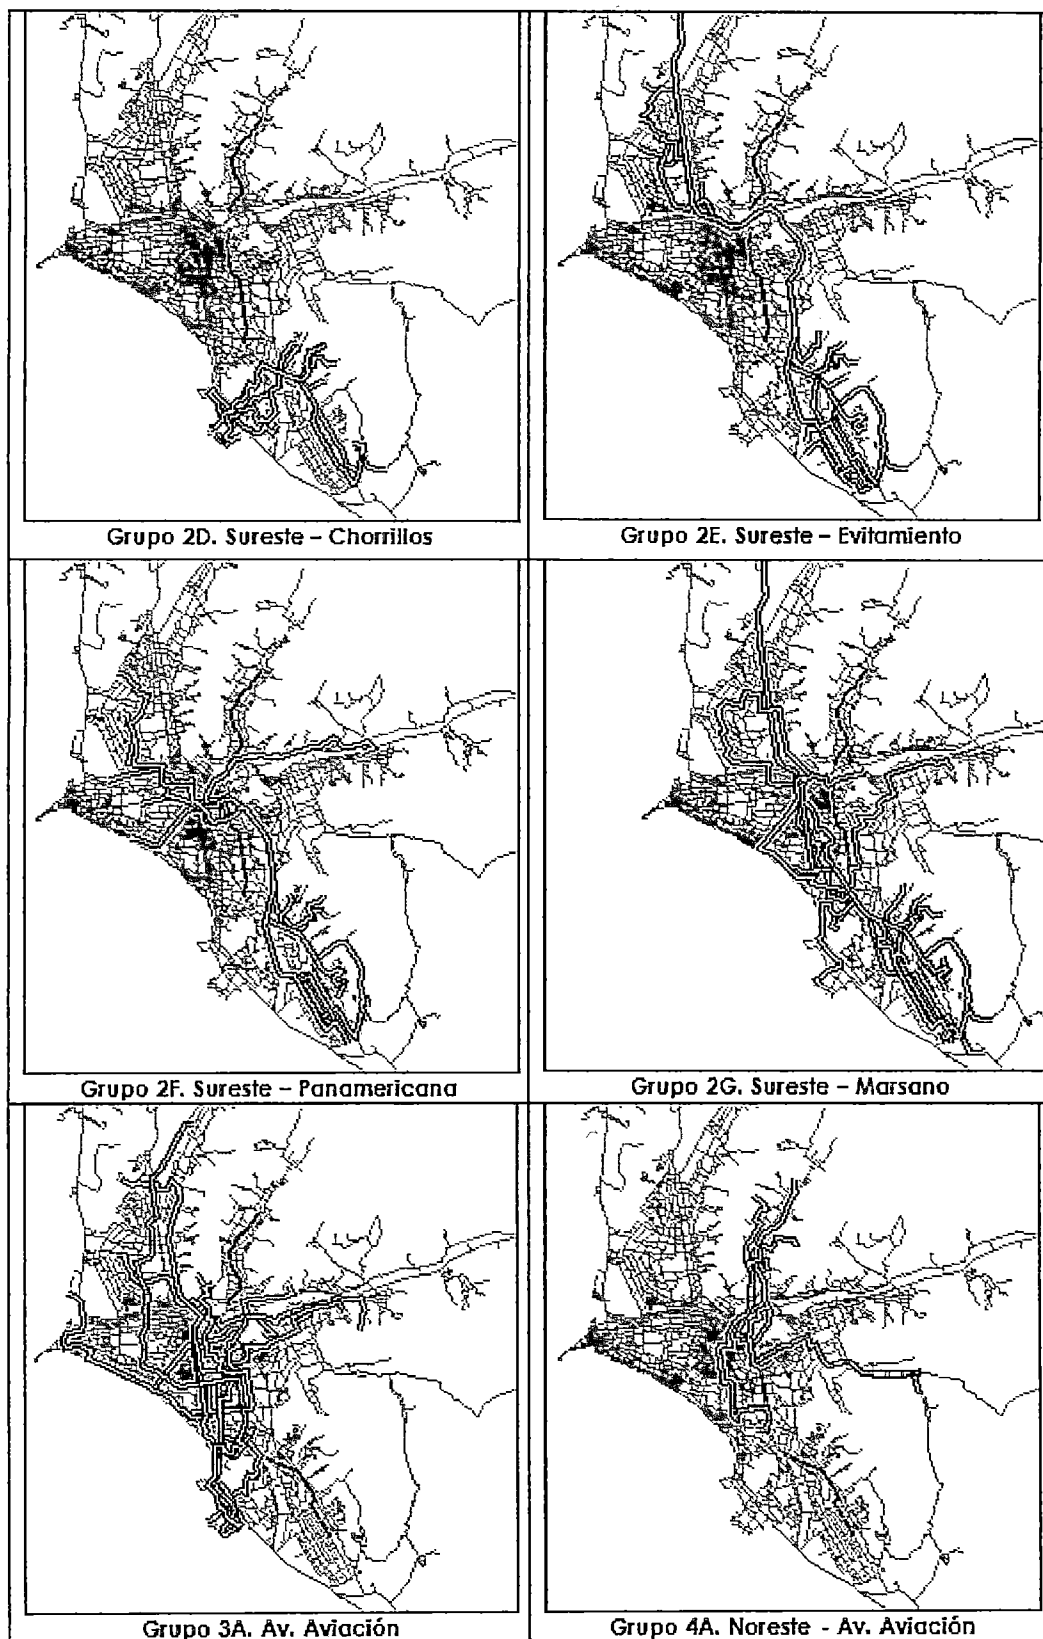 Grupo 2D. Sureste – Chorrillos
Grupo 2E. Sureste – Evitamiento
Grupo 2F. Sureste – Panamericana
Grupo 2G. Sureste – Marsano
Grupo 3A. Av. Aviación
Grupo 4A. Noreste - Av. Aviación